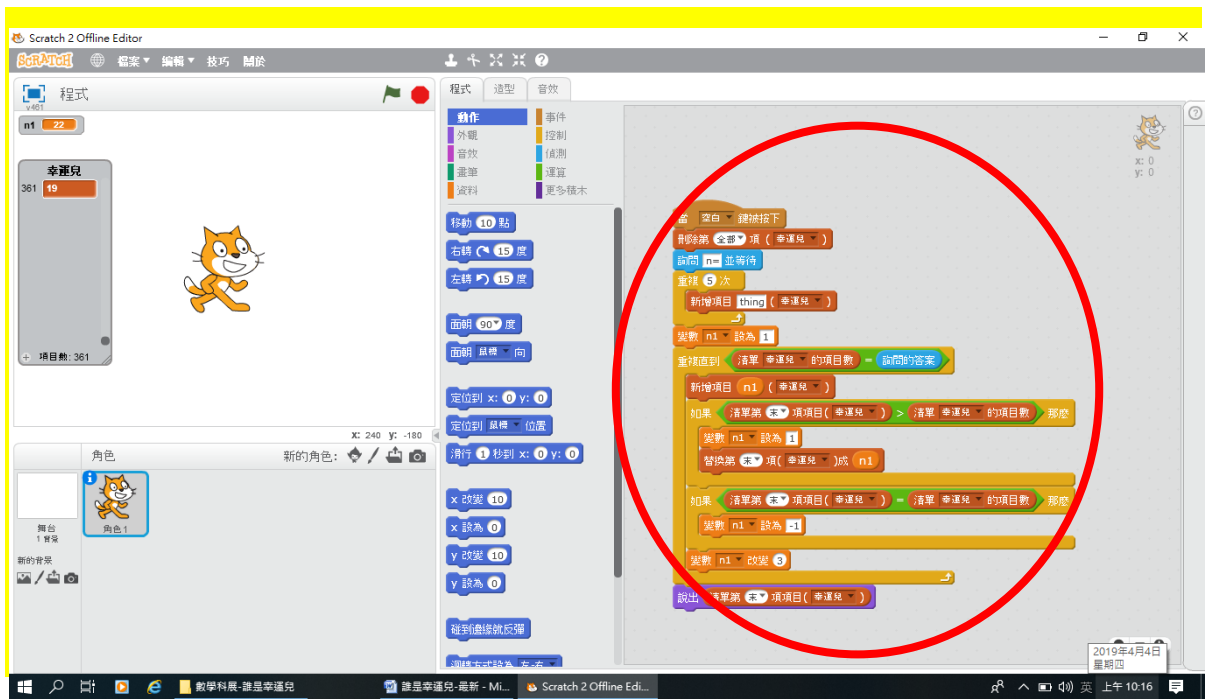 Scratch 2 Offline Editor
SCRATCH 檔案 編輯 技巧 關於
程式
v461
n1 22
幸運兒
361 19
項目數: 361
X: 240 Y: -180
角色 新的角色:
舞台
1 背景
角色1
新的背景
程式 造型 音效
動作 事件
外觀 控制
音效 偵測
畫筆 運算
資料 更多積木
移動 10 點
右轉 15 度
左轉 15 度
面朝 90 度
面朝 鼠標 向
定位到 x: 0 y: 0
定位到 鼠標 位置
滑行 1 秒到 x: 0 y: 0
x 改變 10
x 設為 0
y 改變 10
y 設為 0
碰到邊緣就反彈
迴轉方式設為 左-右
x: 0
y: 0
當 空白 鍵被按下
刪除第 全部 項 ( 幸運兒 )
詢問 n= 並等待
重複 5 次
新增項目 thing ( 幸運兒 )
變數 n1 設為 1
重複直到 清單 幸運兒 的項目數 = 詢問的答案
新增項目 n1 ( 幸運兒 )
如果 清單第 末 項項目( 幸運兒 ) > 清單 幸運兒 的項目數 那麼
變數 n1 設為 1
替換第 末 項( 幸運兒 )成 n1
如果 清單第 末 項項目( 幸運兒 ) = 清單 幸運兒 的項目數 那麼
變數 n1 設為 -1
變數 n1 改變 3
說出 清單第 末 項項目( 幸運兒 )
2019年4月4日
星期四
數學科展-誰是幸運兒 誰是幸運兒-最新 - Mi... Scratch 2 Offline Edi... 英 上午 10:16